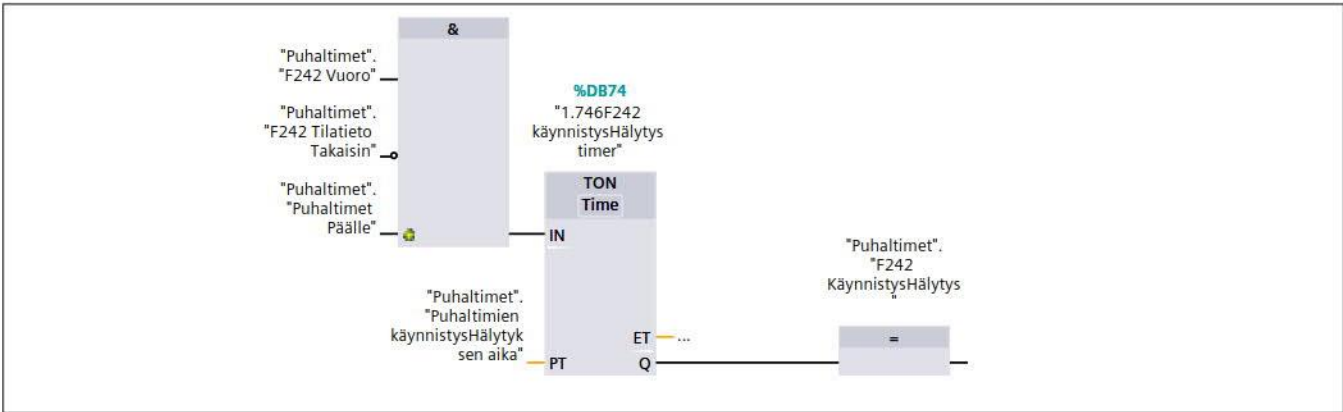 &
"Puhaltimet".
"F242 Vuoro"
"Puhaltimet".
"F242 Tilatieto
Takaisin"
"Puhaltimet".
"Puhaltimet
Päälle"
%DB74
"1.746F242
käynnistysHälytys
timer"
TON
Time
IN
"Puhaltimet".
"Puhaltimien
käynnistysHälytyk
sen aika"
PT
ET
...
Q
"Puhaltimet".
"F242
KäynnistysHälytys
"
=